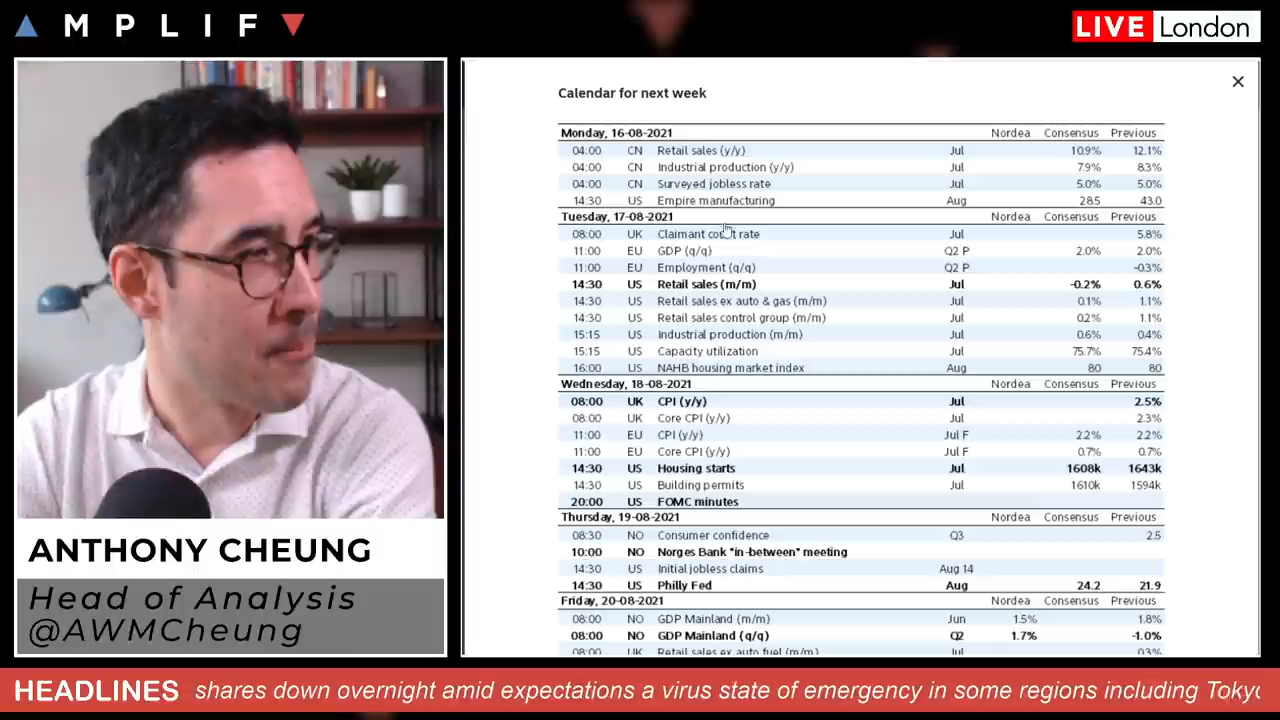 AMPLIFY
LIVE London
Calendar for next week
Monday, 16-08-2021 Nordea Consensus Previous
04:00 CN Retail sales (y/y) Jul 10.9% 12.1%
04:00 CN Industrial production (y/y) Jul 7.9% 8.3%
04:00 CN Surveyed jobless rate Jul 5.0% 5.0%
14:30 US Empire manufacturing Aug 28.5 43.0
Tuesday, 17-08-2021 Nordea Consensus Previous
08:00 UK Claimant count rate Jul 5.8%
11:00 EU GDP (q/q) Q2 P 2.0% 2.0%
11:00 EU Employment (q/q) Q2 P -0.3%
14:30 US Retail sales (m/m) Jul -0.2% 0.6%
14:30 US Retail sales ex auto & gas (m/m) Jul 0.1% 1.1%
14:30 US Retail sales control group (m/m) Jul 0.2% 1.1%
15:15 US Industrial production (m/m) Jul 0.6% 0.4%
15:15 US Capacity utilization Jul 75.7% 75.4%
16:00 US NAHB housing market index Aug 80 80
Wednesday, 18-08-2021 Nordea Consensus Previous
08:00 UK CPI (y/y) Jul 2.5%
08:00 UK Core CPI (y/y) Jul 2.3%
11:00 EU CPI (y/y) Jul F 2.2% 2.2%
11:00 EU Core CPI (y/y) Jul F 0.7% 0.7%
14:30 US Housing starts Jul 1608k 1643k
14:30 US Building permits Jul 1610k 1594k
20:00 US FOMC minutes
Thursday, 19-08-2021 Nordea Consensus Previous
08:30 NO Consumer confidence Q3 2.5
10:00 NO Norges Bank "in-between" meeting
14:30 US Initial jobless claims Aug 14
14:30 US Philly Fed Aug 24.2 21.9
Friday, 20-08-2021 Nordea Consensus Previous
08:00 NO GDP Mainland (m/m) Jun 1.5% 1.8%
08:00 NO GDP Mainland (q/q) Q2 1.7% -1.0%
08:00 UK Retail sales ex auto fuel (m/m) Jul 0.3%
ANTHONY CHEUNG
Head of Analysis
@AWMCheung
HEADLINES shares down overnight amid expectations a virus state of emergency in some regions including Tokyo